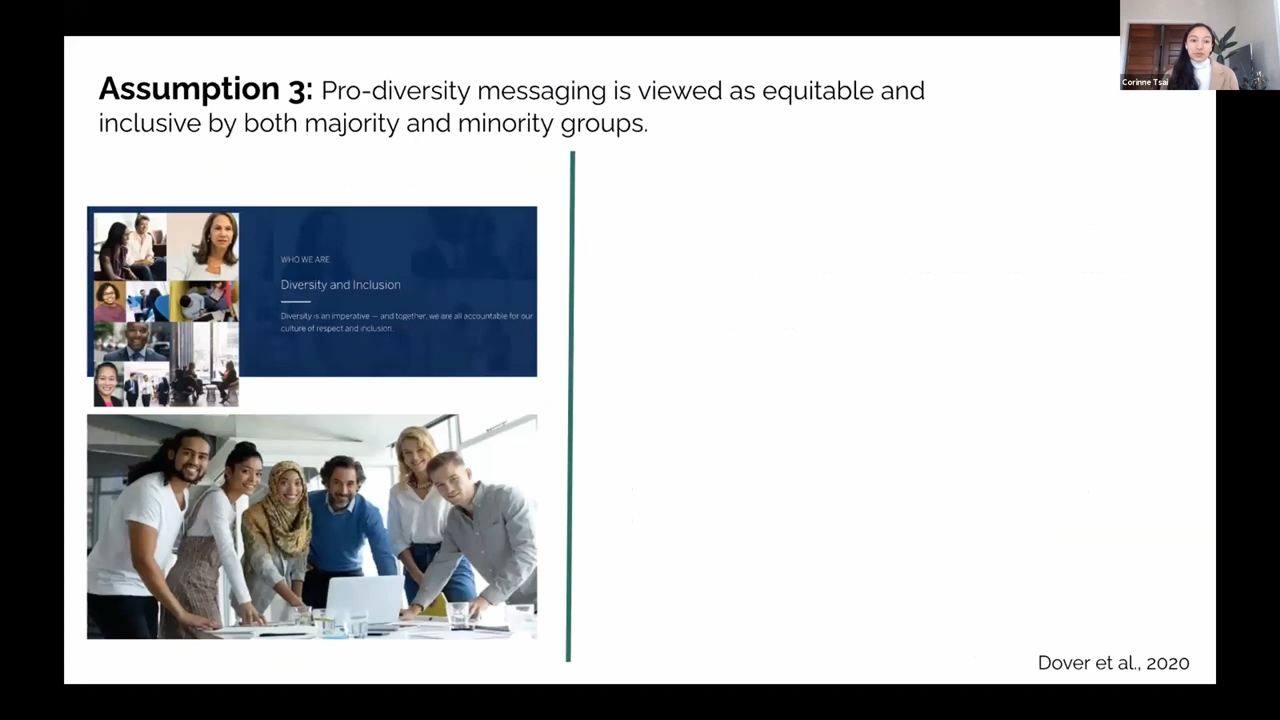 Corinne Tsai
Assumption 3: Pro-diversity messaging is viewed as equitable and
inclusive by both majority and minority groups.
WHO WE ARE
Diversity and Inclusion
Diversity is an imperative — and together, we are all accountable for our
culture of respect and inclusion.
Dover et al., 2020